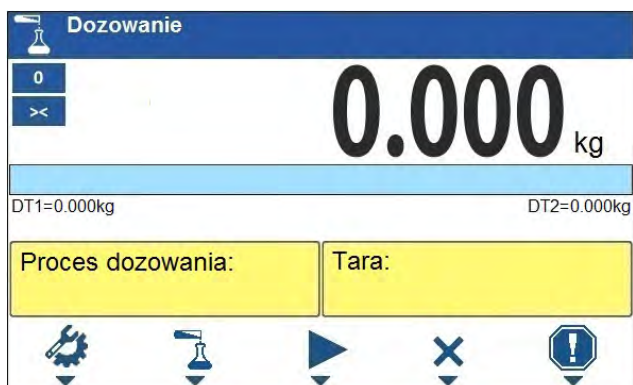 Dozowanie
0
><
0.000 kg
DT1=0.000kg DT2=0.000kg
Proces dozowania: Tara: